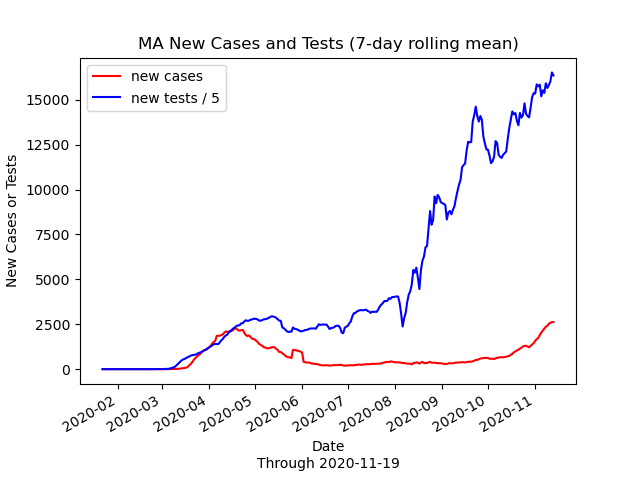 MA New Cases and Tests (7-day rolling mean)
new cases
new tests / 5
New Cases or Tests
15000
12500
10000
7500
5000
2500
0
2020-02
2020-03
2020-04
2020-05
2020-06
2020-07
2020-08
2020-09
2020-10
2020-11
Date
Through 2020-11-19